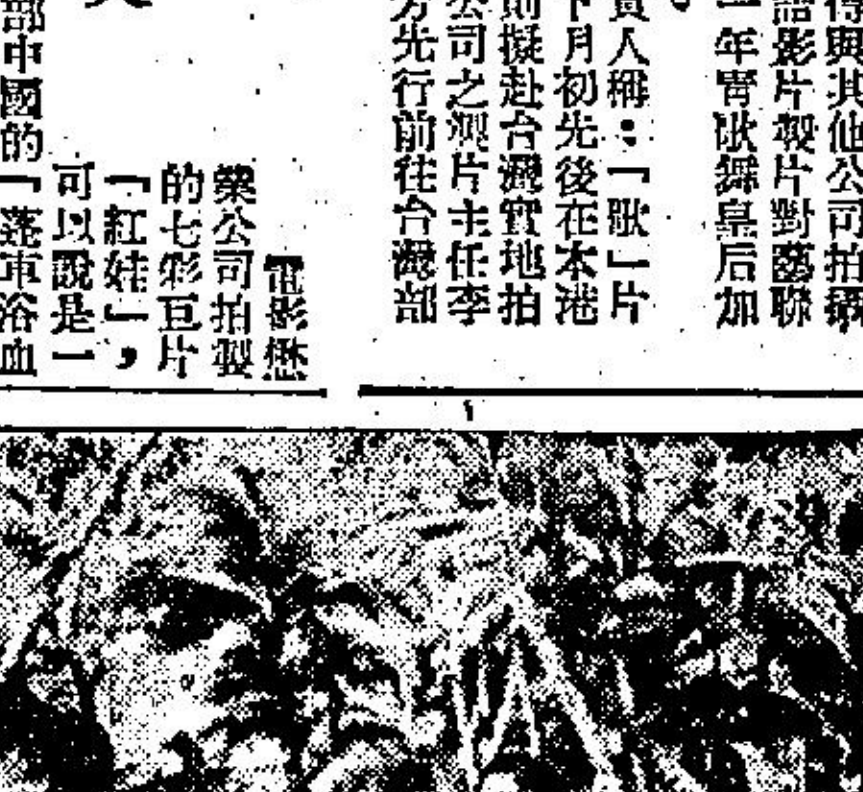 得與其他公司拍攝
語影片製片對藝聯
年晋歌舞皇后加
責人稱：「歌」片
下月初先後在本港
則擬赴台灣實地拍
公司之製片主任李
方先行前往台灣部
電影懋
業公司拍製
的七彩巨片
「紅娃」，
可以說是一
部中國的「蓬車浴血